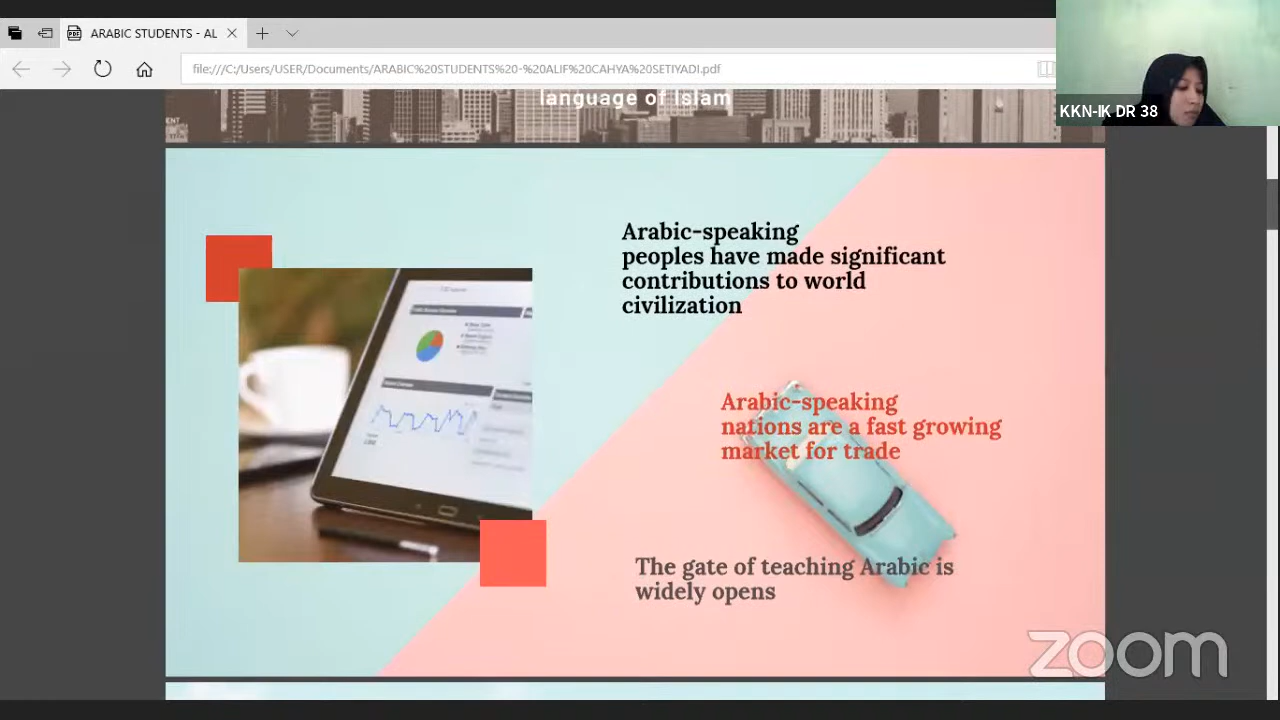 ARABIC STUDENTS - AL
file:///C:/Users/USER/Documents/ARABIC%20STUDENTS%20-%20ALIF%20CAHYA%20SETIYADI.pdf
KKN-IK DR 38
language of Islam
Arabic-speaking
peoples have made significant
contributions to world
civilization
Arabic-speaking
nations are a fast growing
market for trade
The gate of teaching Arabic is
widely opens
zoom